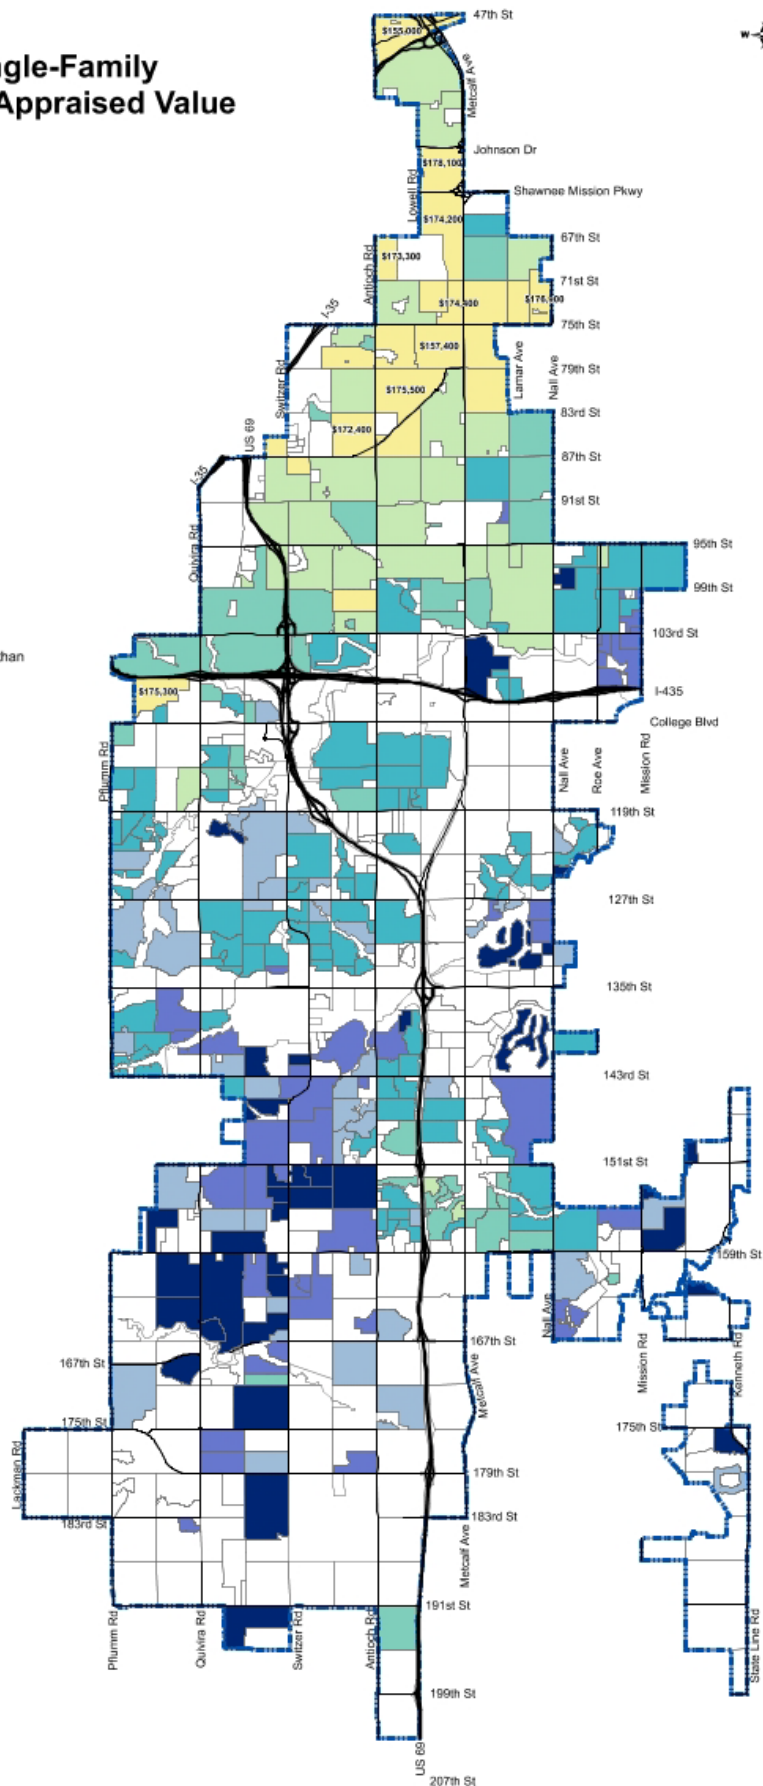 47th St
$155,000
W
ngle-Family
Appraised Value
Metcalf Ave
Johnson Dr
$178,100
Lowell Rd
Shawnee Mission Pkwy
$174,200
67th St
Antioch Rd
$173,300
71st St
$174,400
I-35
75th St
$157,400
Switzer Rd
Lamar Ave
Nall Ave
79th St
$175,500
83rd St
$172,400
US 69
87th St
I-35
91st St
Quivira Rd
95th St
99th St
103rd St
than
$175,300
I-435
College Blvd
Pflumm Rd
Nall Ave
Roe Ave
Mission Rd
119th St
127th St
135th St
143rd St
151st St
159th St
Nall Ave
167th St
Mission Rd
Kenneth Rd
167th St
Metcalf Ave
175th St
175th St
Lackman Rd
179th St
183rd St
183rd St
Metcalf Ave
191st St
Pflumm Rd
Quivira Rd
Switzer Rd
Antioch Rd
State Line Rd
199th St
US 69
207th St